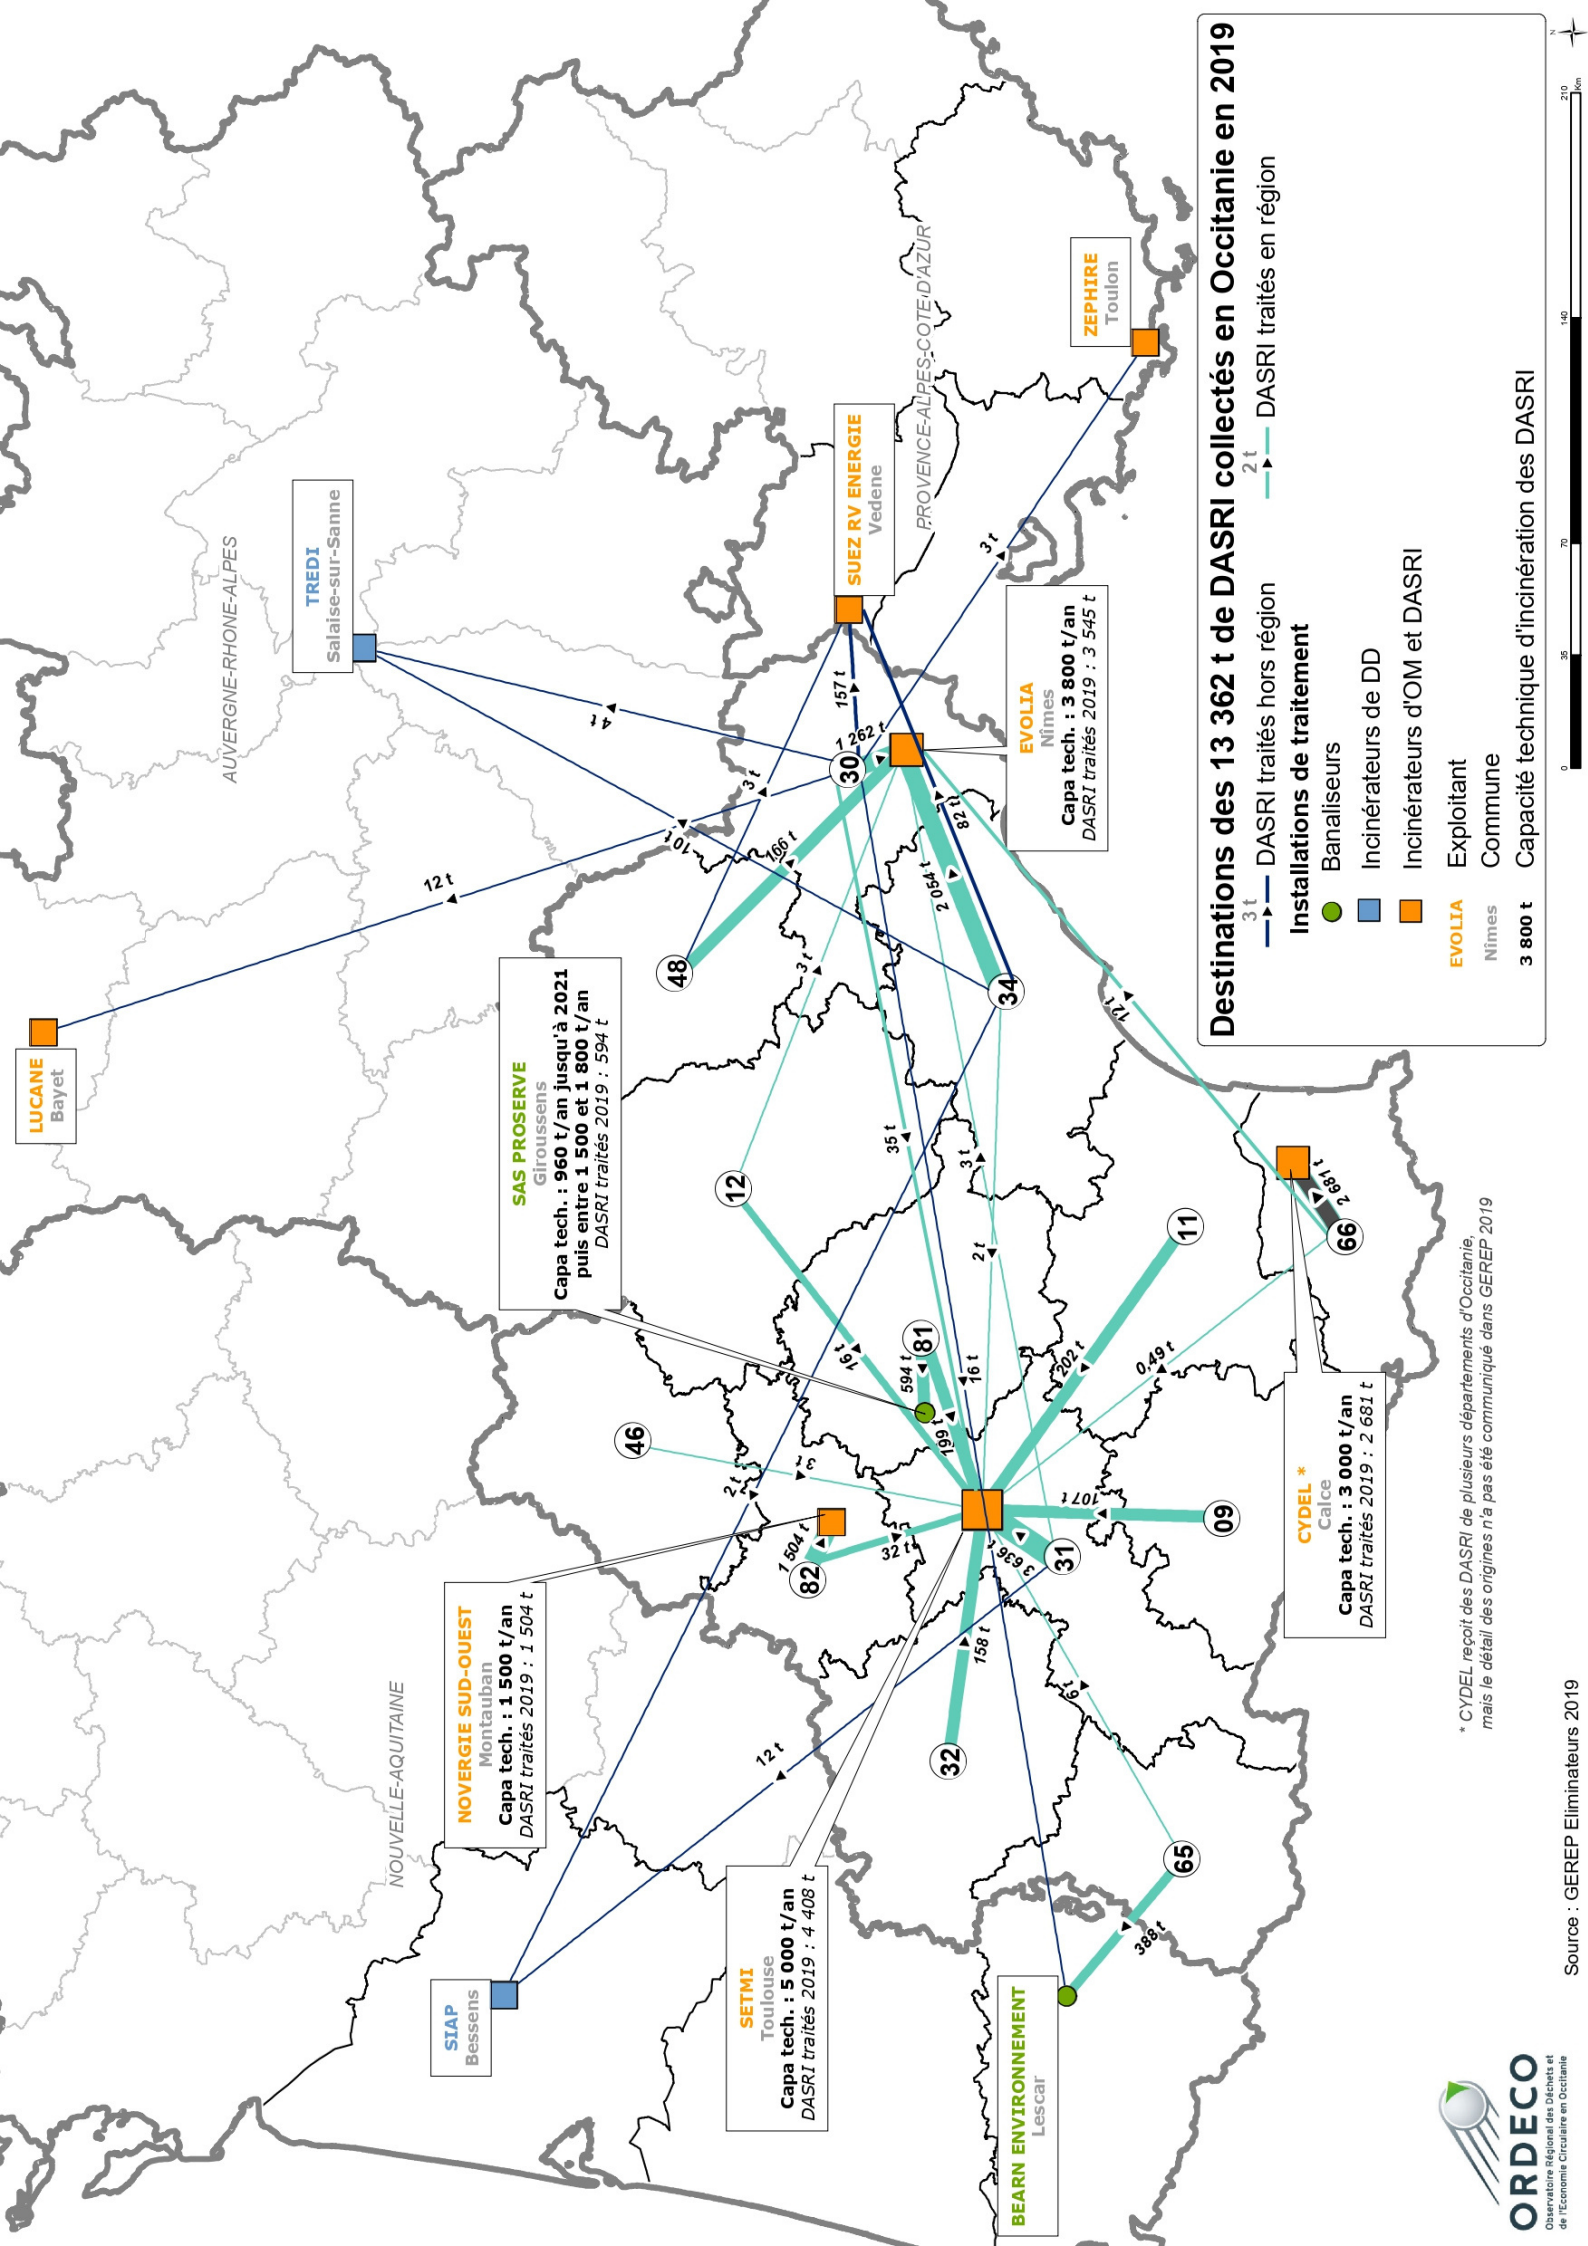 LUCANE
Bayet
AUVERGNE-RHONE-ALPES
TREDI
Salaise-sur-Sanne
NOUVELLE-AQUITAINE
SIAP
Bessens
NOVERGIE SUD-OUEST
Montauban
Capa tech. : 1 500 t/an
DASRI traités 2019 : 1 504 t
SAS PROSERVE
Giroussens
Capa tech. : 960 t/an jusqu'à 2021
puis entre 1 500 et 1 800 t/an
DASRI traités 2019 : 594 t
SUEZ RV ENERGIE
Vedene
PROVENCE-ALPES-COTE-D'AZUR
ZEPHIRE
Toulon
SETMI
Toulouse
Capa tech. : 5 000 t/an
DASRI traités 2019 : 4 408 t
EVOLIA
Nîmes
Capa tech. : 3 800 t/an
DASRI traités 2019 : 3 545 t
BEARN ENVIRONNEMENT
Lescar
CYDEL *
Calce
Capa tech. : 3 000 t/an
DASRI traités 2019 : 2 681 t
12 t
4 t
10 t
3 t
157 t
1 262 t
166 t
3 t
82 t
2 054 t
3 t
35 t
3 t
2 t
12 t
16 t
594 t
199 t
16 t
202 t
0,49 t
2 681 t
3 t
2 t
1 504 t
32 t
107 t
3 636 t
158 t
12 t
6 t
388 t
48
30
34
12
46
81
11
66
82
31
09
32
65
Destinations des 13 362 t de DASRI collectés en Occitanie en 2019
3 t
DASRI traités hors région
2 t
DASRI traités en région
Installations de traitement
Banaliseurs
Incinérateurs de DD
Incinérateurs d'OM et DASRI
EVOLIA Exploitant
Nîmes Commune
3 800 t Capacité technique d'incinération des DASRI
* CYDEL reçoit des DASRI de plusieurs départements d'Occitanie,
mais le détail des origines n'a pas été communiqué dans GEREP 2019
Source : GEREP Eliminateurs 2019
ORDECO
Observatoire Régional des Déchets et
de l'Economie Circulaire en Occitanie
0 35 70 140 210
Km
N